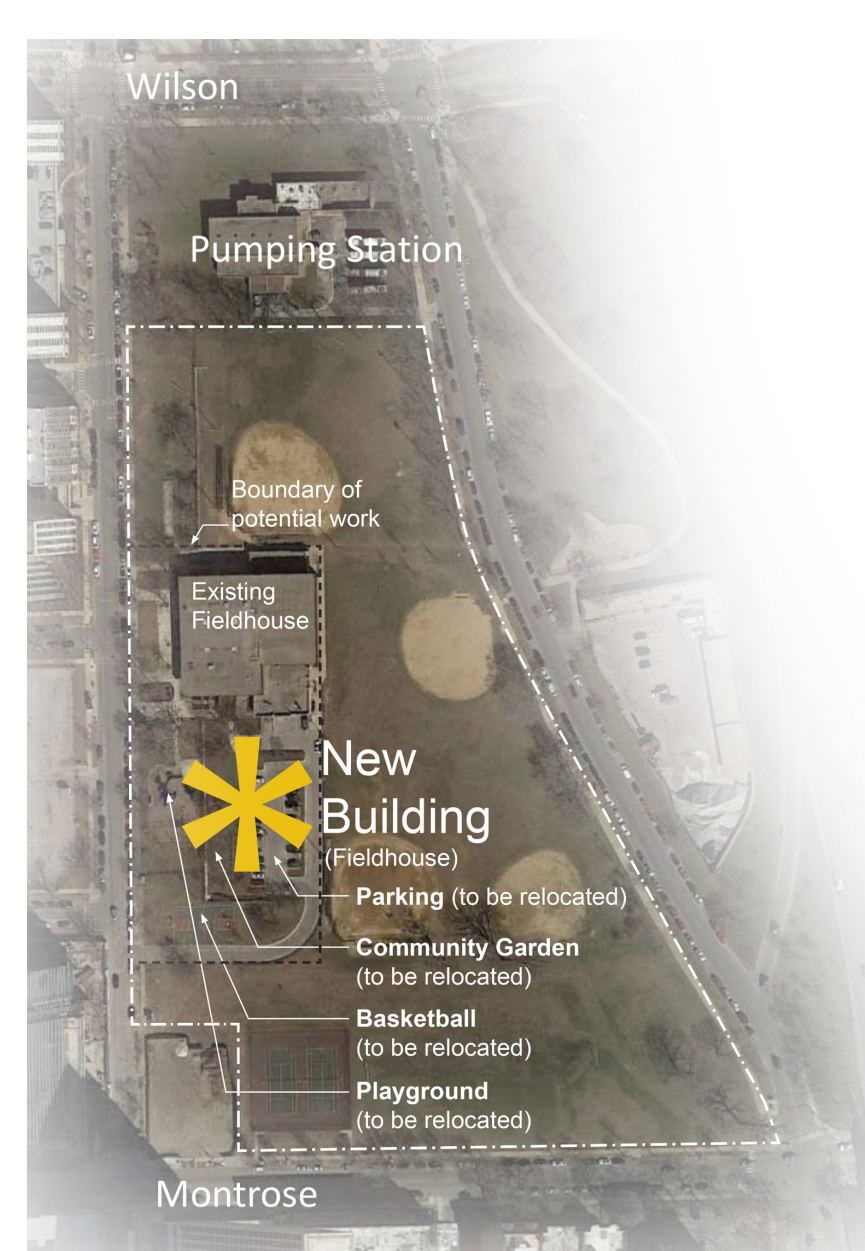 Wilson
Pumping Station
Boundary of
potential work
Existing
Fieldhouse
New
Building
(Fieldhouse)
Parking (to be relocated)
Community Garden
(to be relocated)
Basketball
(to be relocated)
Playground
(to be relocated)
Montrose